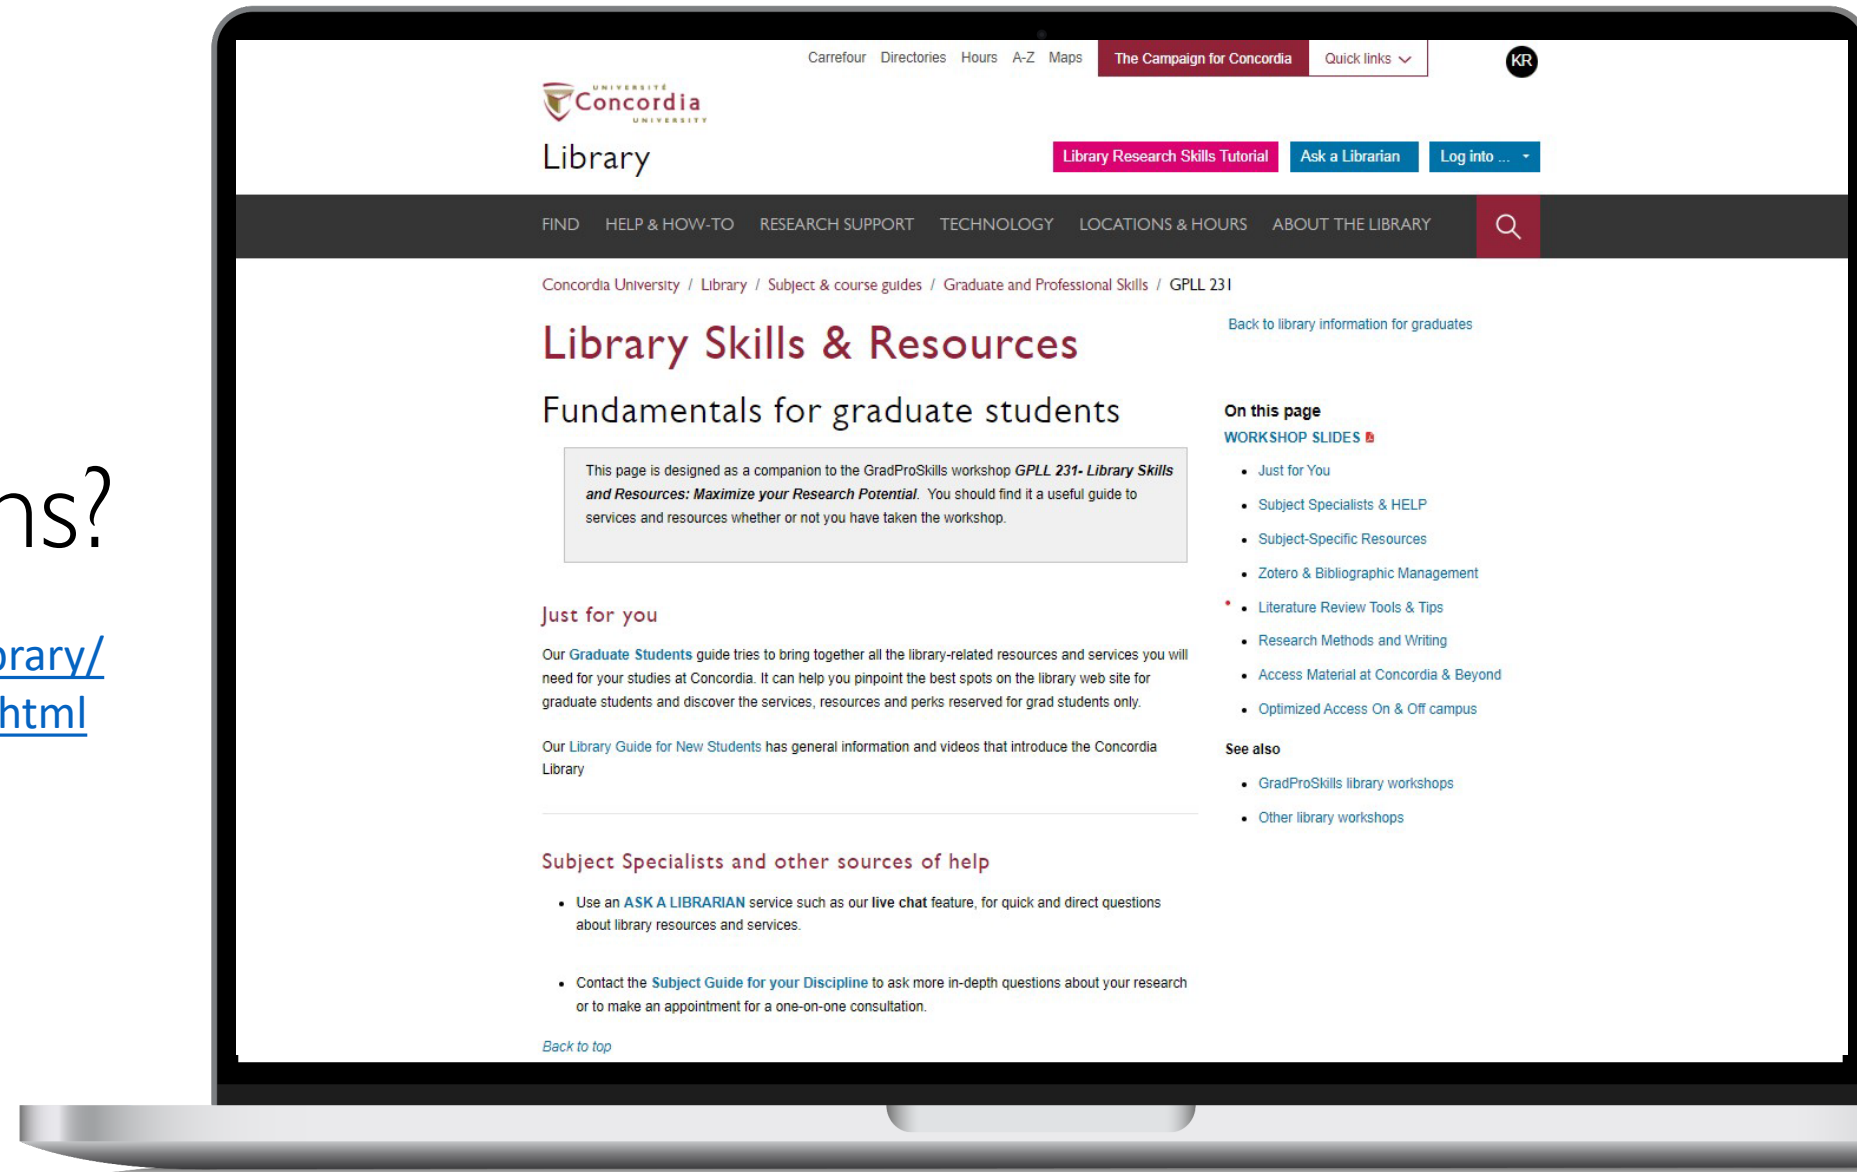 ns?
brary/
html
Carrefour Directories Hours A-Z Maps The Campaign for Concordia Quick links KR
UNIVERSITÉ
Concordia
UNIVERSITY
Library
Library Research Skills Tutorial Ask a Librarian Log into ...
FIND HELP & HOW-TO RESEARCH SUPPORT TECHNOLOGY LOCATIONS & HOURS ABOUT THE LIBRARY
Concordia University / Library / Subject & course guides / Graduate and Professional Skills / GPLL 231
Library Skills & Resources
Fundamentals for graduate students
This page is designed as a companion to the GradProSkills workshop GPLL 231- Library Skills
and Resources: Maximize your Research Potential. You should find it a useful guide to
services and resources whether or not you have taken the workshop.
Just for you
Our Graduate Students guide tries to bring together all the library-related resources and services you will
need for your studies at Concordia. It can help you pinpoint the best spots on the library web site for
graduate students and discover the services, resources and perks reserved for grad students only.
Our Library Guide for New Students has general information and videos that introduce the Concordia
Library
Subject Specialists and other sources of help
• Use an ASK A LIBRARIAN service such as our live chat feature, for quick and direct questions
about library resources and services.
• Contact the Subject Guide for your Discipline to ask more in-depth questions about your research
or to make an appointment for a one-on-one consultation.
Back to top
Back to library information for graduates
On this page
WORKSHOP SLIDES
• Just for You
• Subject Specialists & HELP
• Subject-Specific Resources
• Zotero & Bibliographic Management
• Literature Review Tools & Tips
• Research Methods and Writing
• Access Material at Concordia & Beyond
• Optimized Access On & Off campus
See also
• GradProSkills library workshops
• Other library workshops